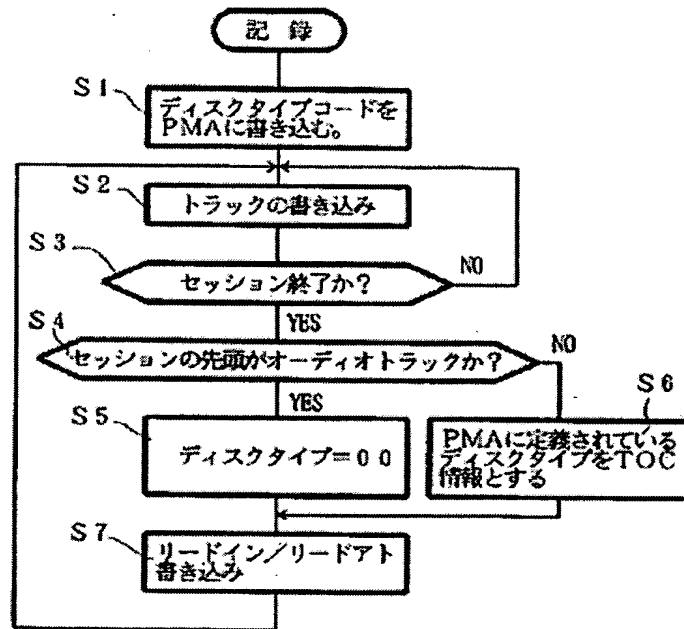 記 録
S1
ディスクタイプコードを
PMAに書き込む。
S2
トラックの書き込み
S3
セッション終了か?
NO
YES
S4
セッションの先頭がオーディオトラックか?
NO
YES
S5
ディスクタイプ=00
S6
PMAに定義されている
ディスクタイプをTOC
情報とする
S7
リードイン/リードアト
書き込み